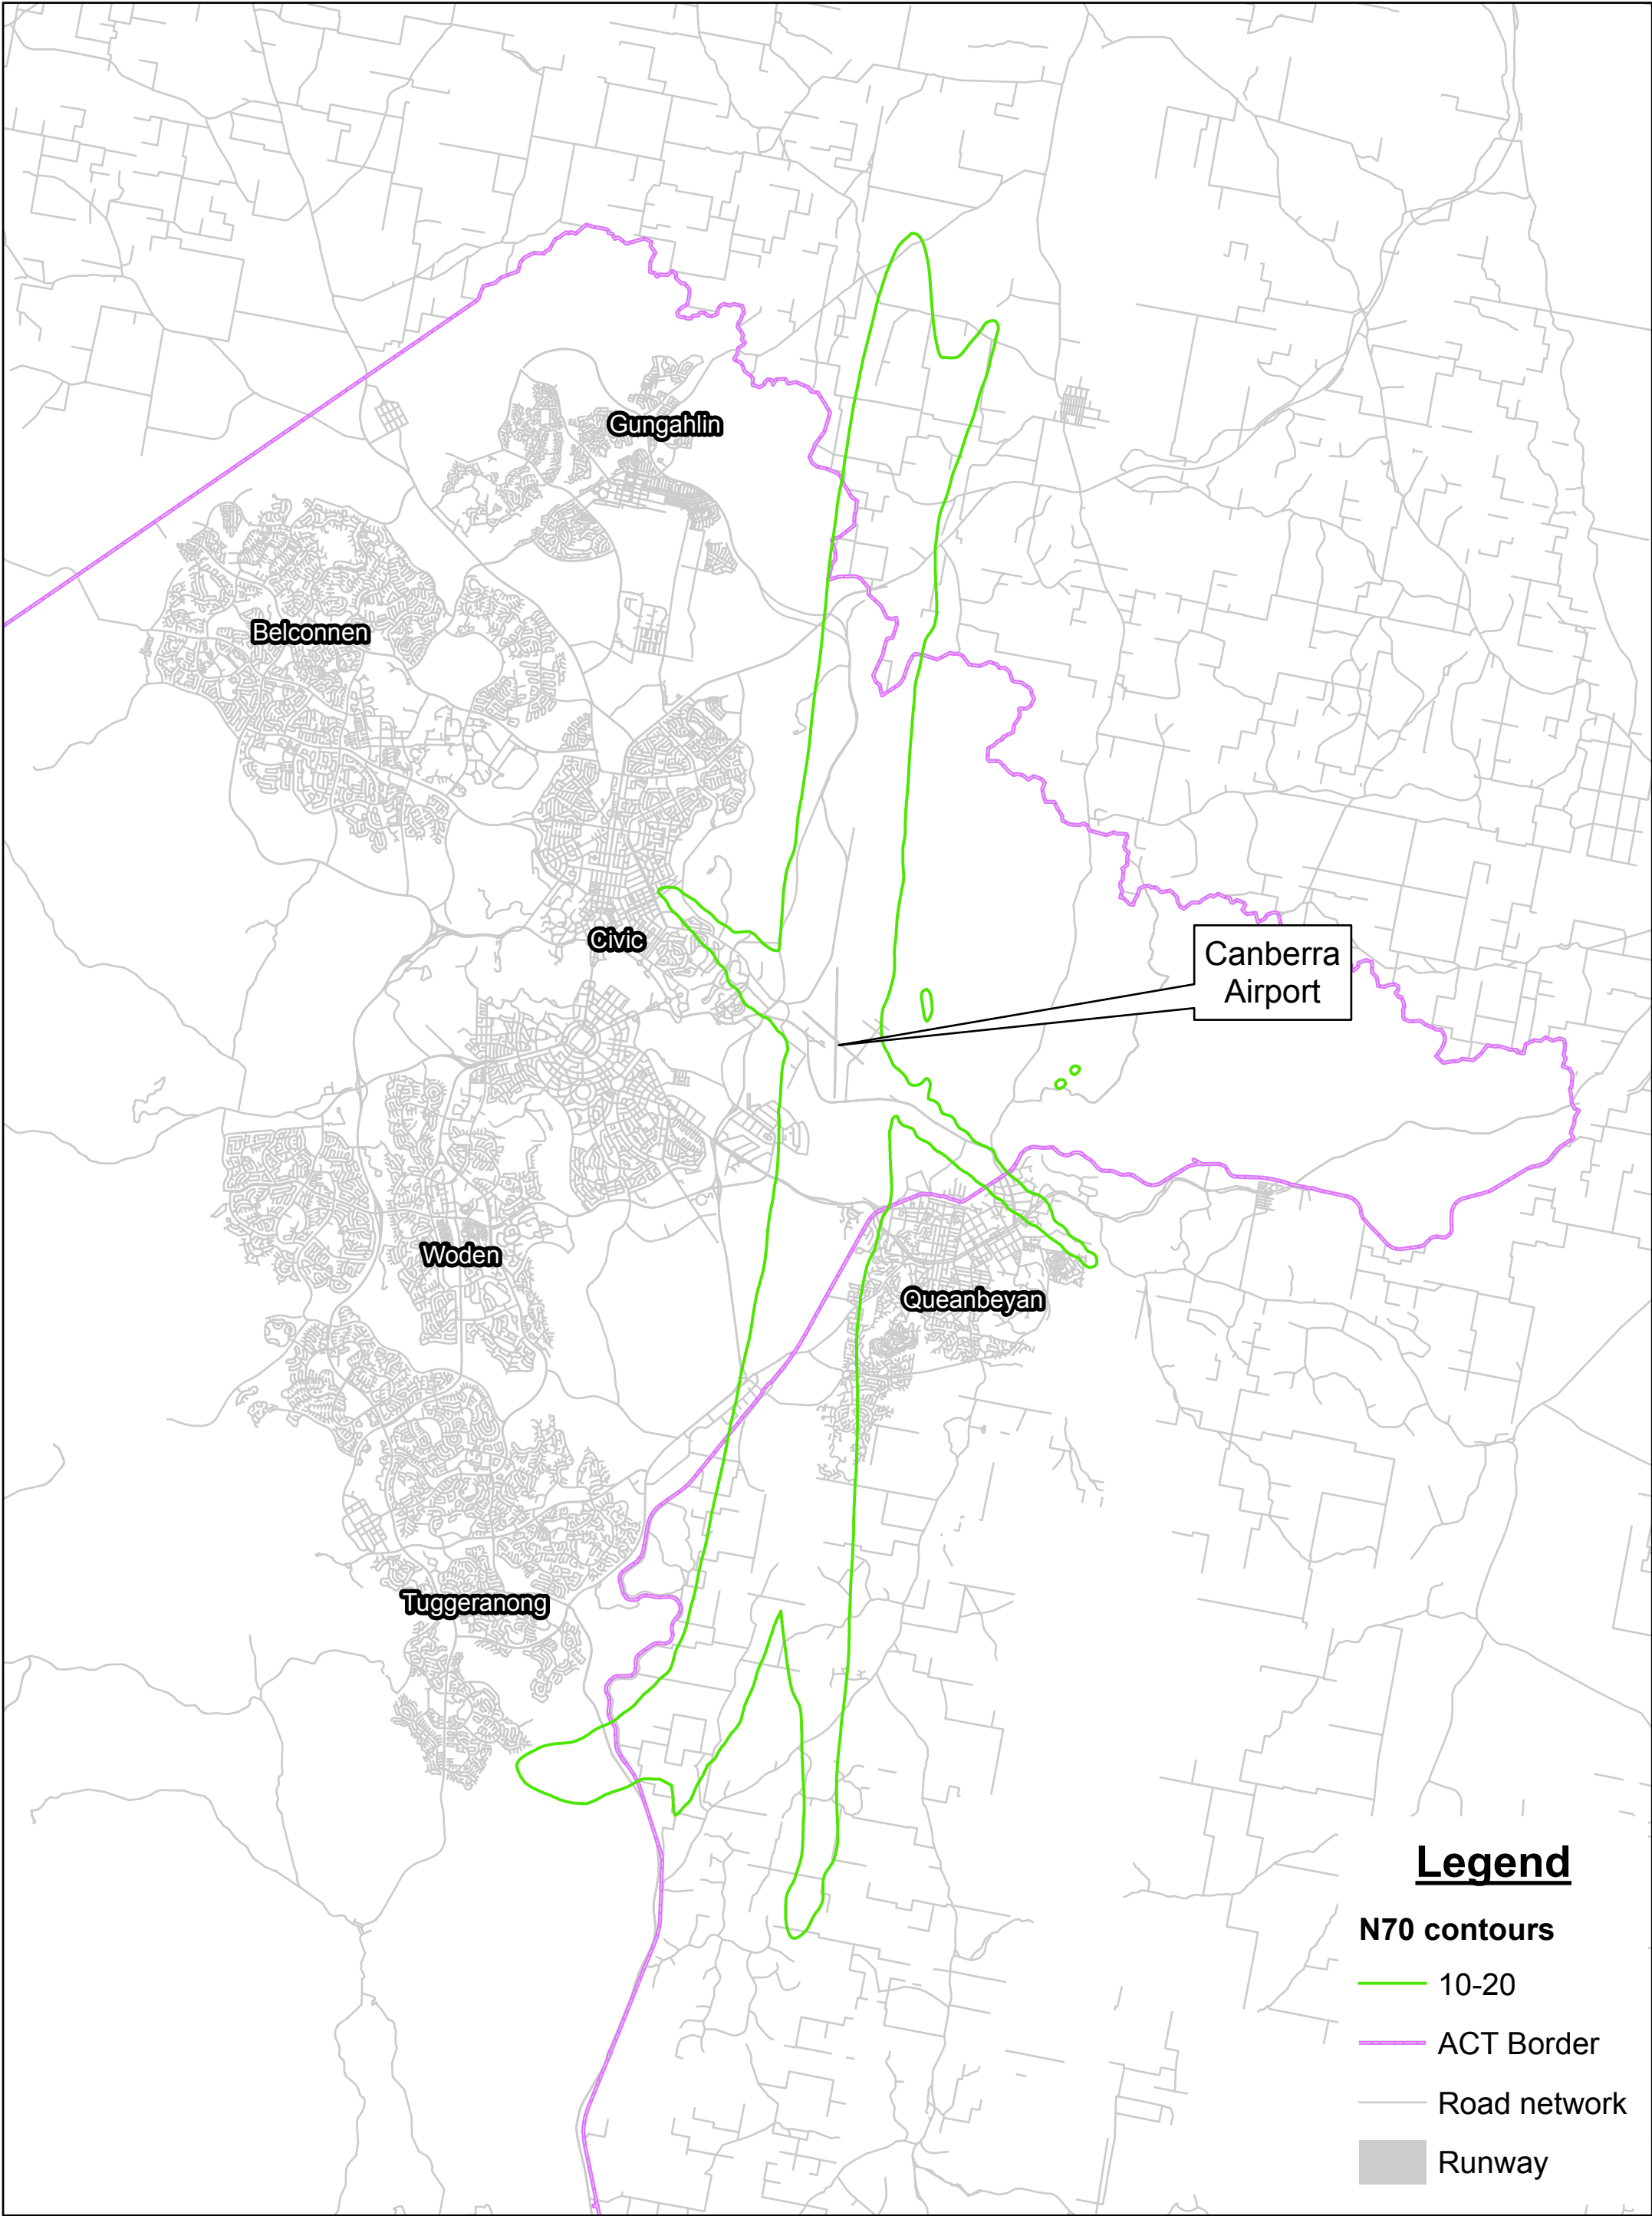 Gungahlin
Belconnen
Civic
Canberra
Airport
Woden
Queanbeyan
Tuggeranong
Legend
N70 contours
10-20
ACT Border
Road network
Runway